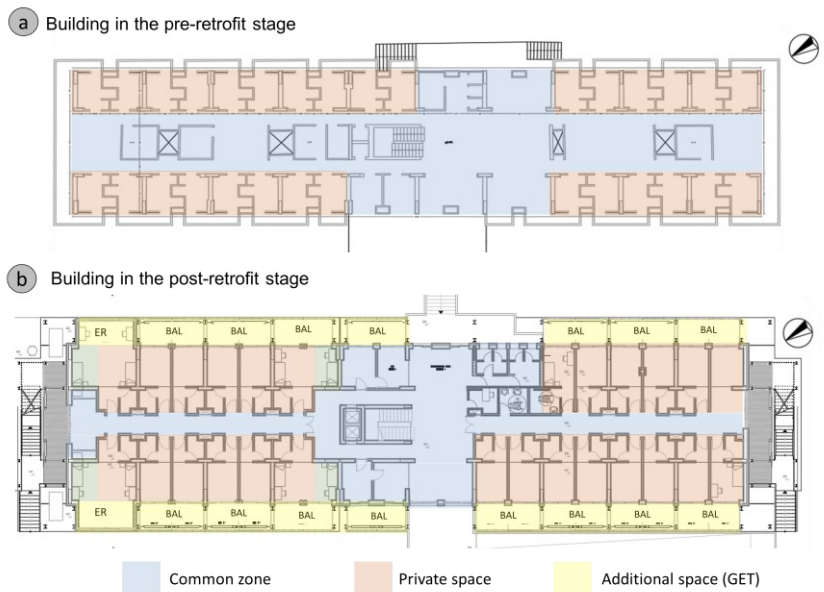 a Building in the pre-retrofit stage
b Building in the post-retrofit stage
ER BAL BAL BAL BAL BAL BAL BAL
ER BAL BAL BAL BAL BAL BAL BAL BAL
Common zone Private space Additional space (GET)